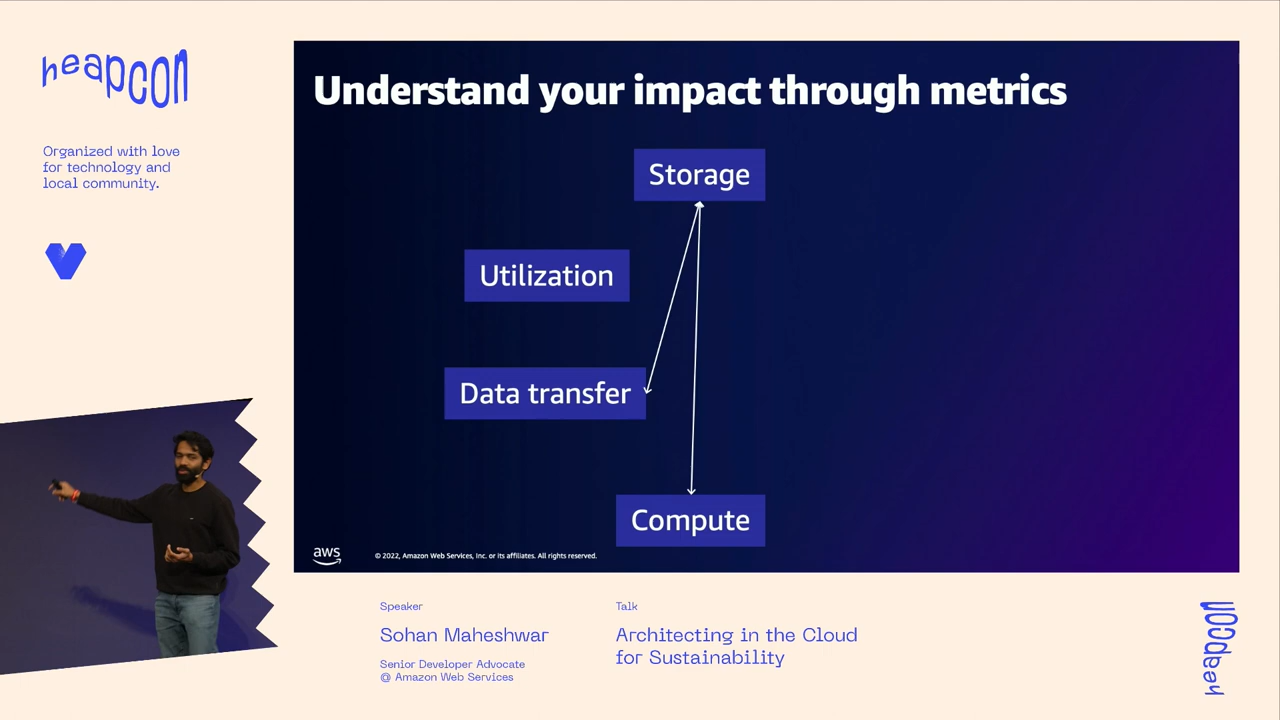 heapcon
Organized with love
for technology and
local community.
Understand your impact through metrics
Storage
Utilization
Data transfer
Compute
aws
© 2022, Amazon Web Services, Inc. or its affiliates. All rights reserved.
Speaker
Sohan Maheshwar
Senior Developer Advocate
@ Amazon Web Services
Talk
Architecting in the Cloud
for Sustainability
heapcon